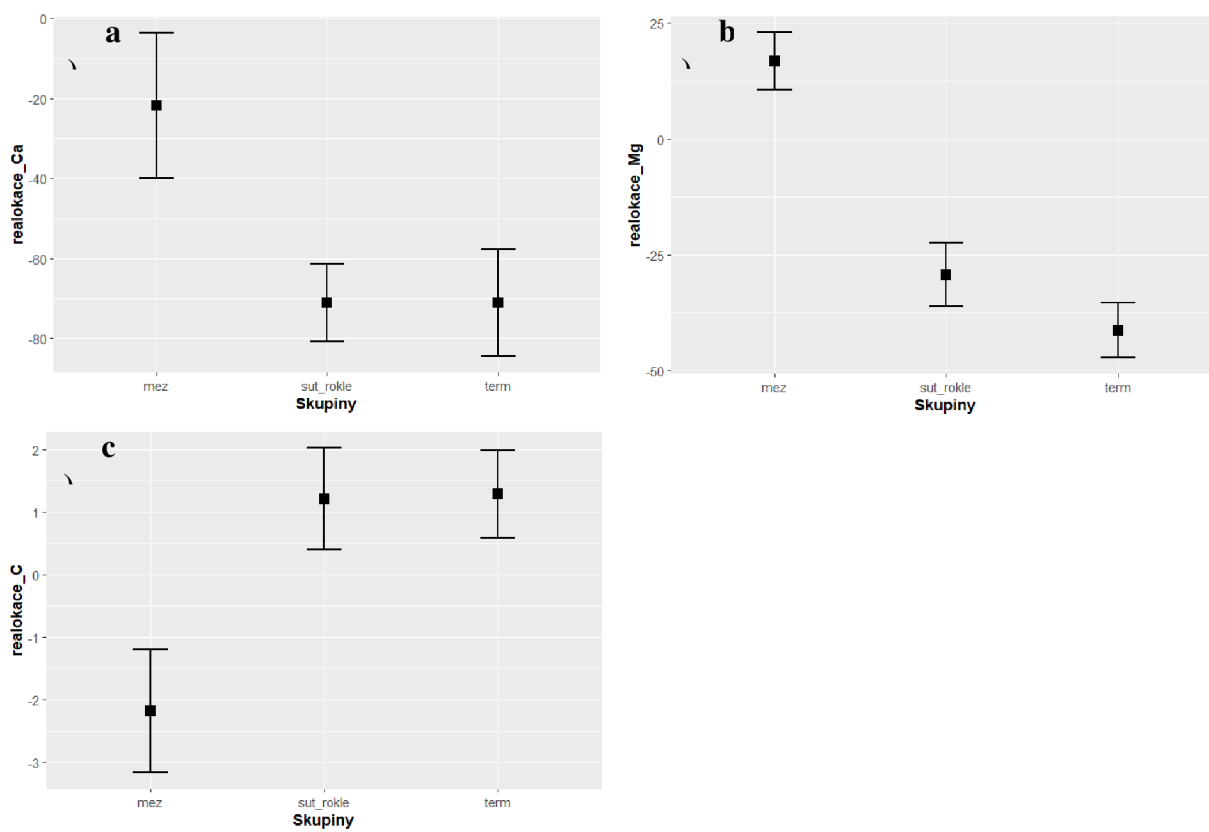 a
realokace_Ca
0
-20
-40
-60
-80
mez
sut_rokle
term
Skupiny
b
realokace_Mg
25
0
-25
-50
mez
sut_rokle
term
Skupiny
c
realokace_C
2
1
0
-1
-2
-3
mez
sut_rokle
term
Skupiny